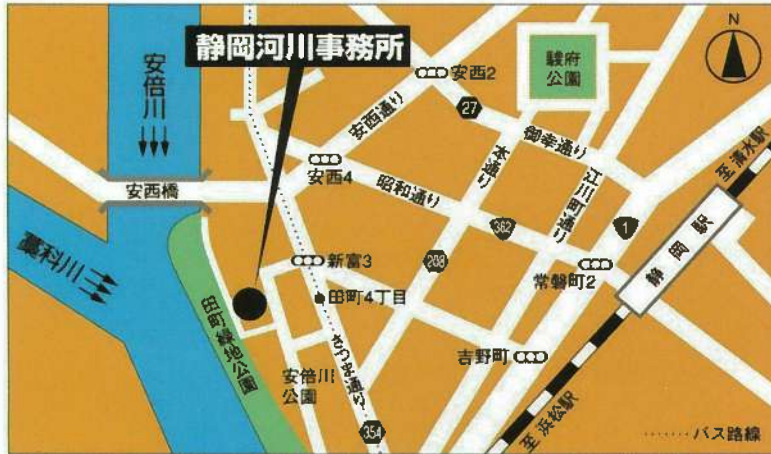 静岡河川事務所
N
安倍川
安西2
駿府
公園
27
安西通り
御幸通り
本通り
江川町通り
至清水駅
安西4
昭和通り
安西橋
362
1
静岡駅
藁科川
新富3
208
常磐町2
田町4丁目
田町緑地公園
さつま通り
吉野町
安倍川
公園
354
至浜松駅
バス路線